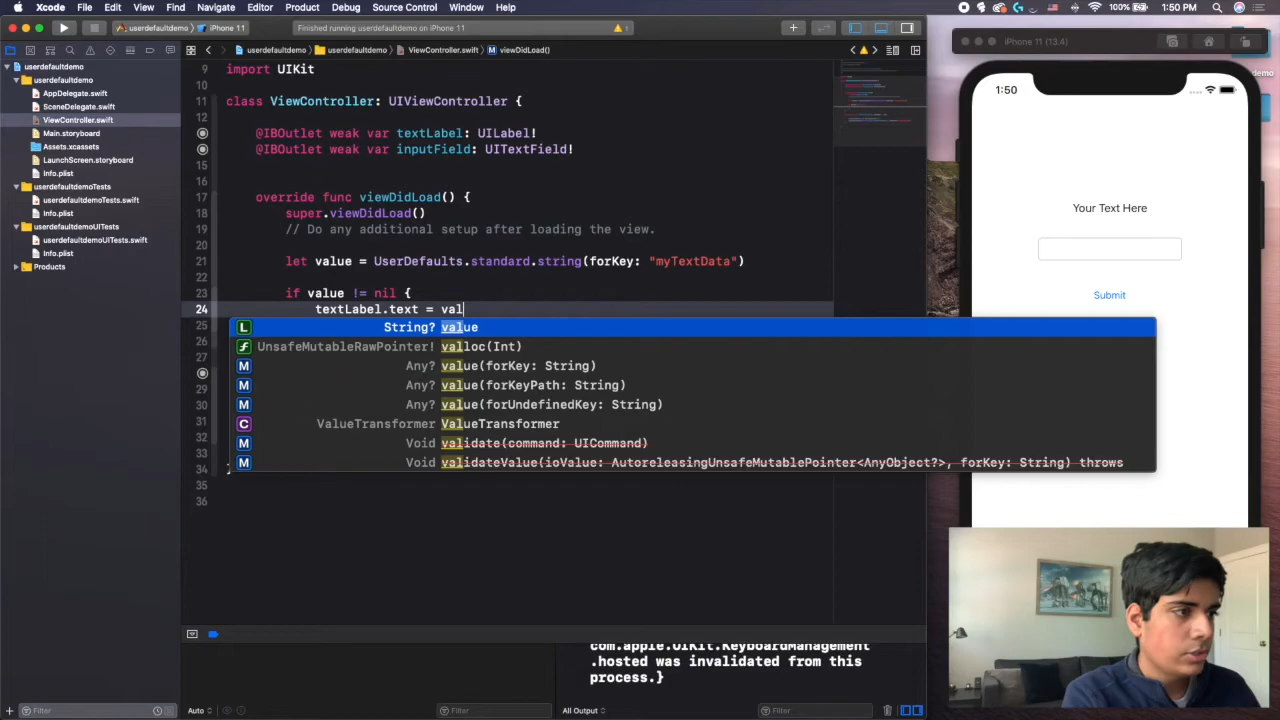 Xcode File Edit View Find Navigate Editor Product Debug Source Control Window Help 100% 1:50 PM
userdefaultdemo iPhone 11 Finished running userdefaultdemo on iPhone 11 1
iPhone 11 (13.4)
userdefaultdemo userdefaultdemo ViewController.swift M viewDidLoad()
userdefaultdemo
userdefaultdemo
AppDelegate.swift
SceneDelegate.swift
ViewController.swift
Main.storyboard
Assets.xcassets
LaunchScreen.storyboard
Info.plist
userdefaultdemoTests
userdefaultdemoTests.swift
Info.plist
userdefaultdemoUITests
userdefaultdemoUITests.swift
Info.plist
Products
9 import UIKit
10
11 class ViewController: UIViewController {
12
@IBOutlet weak var textLabel: UILabel!
@IBOutlet weak var inputField: UITextField!
15
16
17 override func viewDidLoad() {
18 super.viewDidLoad()
19 // Do any additional setup after loading the view.
20
21 let value = UserDefaults.standard.string(forKey: "myTextData")
22
23 if value != nil {
24 textLabel.text = val
25 L String? value
26 f UnsafeMutableRawPointer! valloc(Int)
27 M Any? value(forKey: String)
M Any? value(forKeyPath: String)
29 M Any? value(forUndefinedKey: String)
30
31 C ValueTransformer ValueTransformer
32 M Void validate(command: UICommand)
33 M Void validateValue(ioValue: AutoreleasingUnsafeMutablePointer<AnyObject?>, forKey: String) throws
34 }
35
36
demo
1:50
Your Text Here
Submit
com.apple.UIKit.KeyboardManagement
.hosted was invalidated from this
process.}
Filter Auto Filter All Output Filter